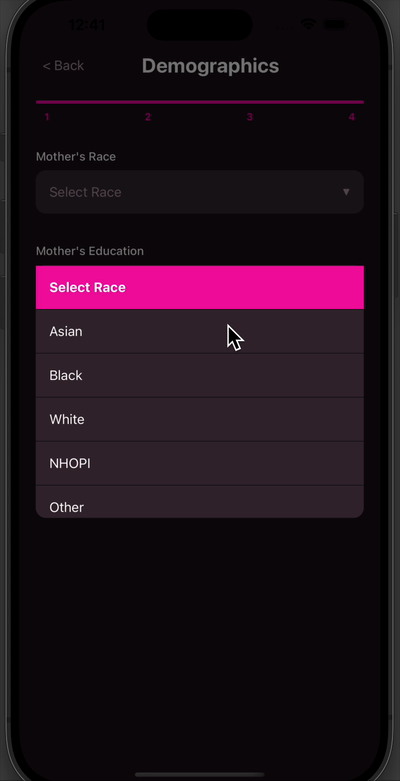 12:41
< Back
Demographics
1 2 3 4
Mother's Race
Select Race
Mother's Education
Select Race
Asian
Black
White
NHOPI
Other